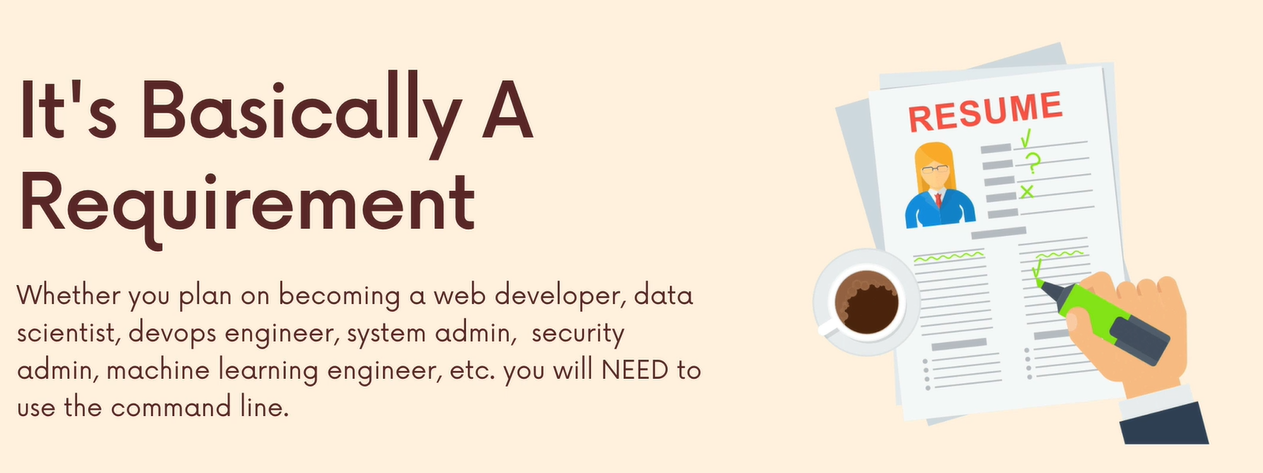 It's Basically A
Requirement
Whether you plan on becoming a web developer, data
scientist, devops engineer, system admin,  security
admin, machine learning engineer, etc. you will NEED to
use the command line.
RESUME